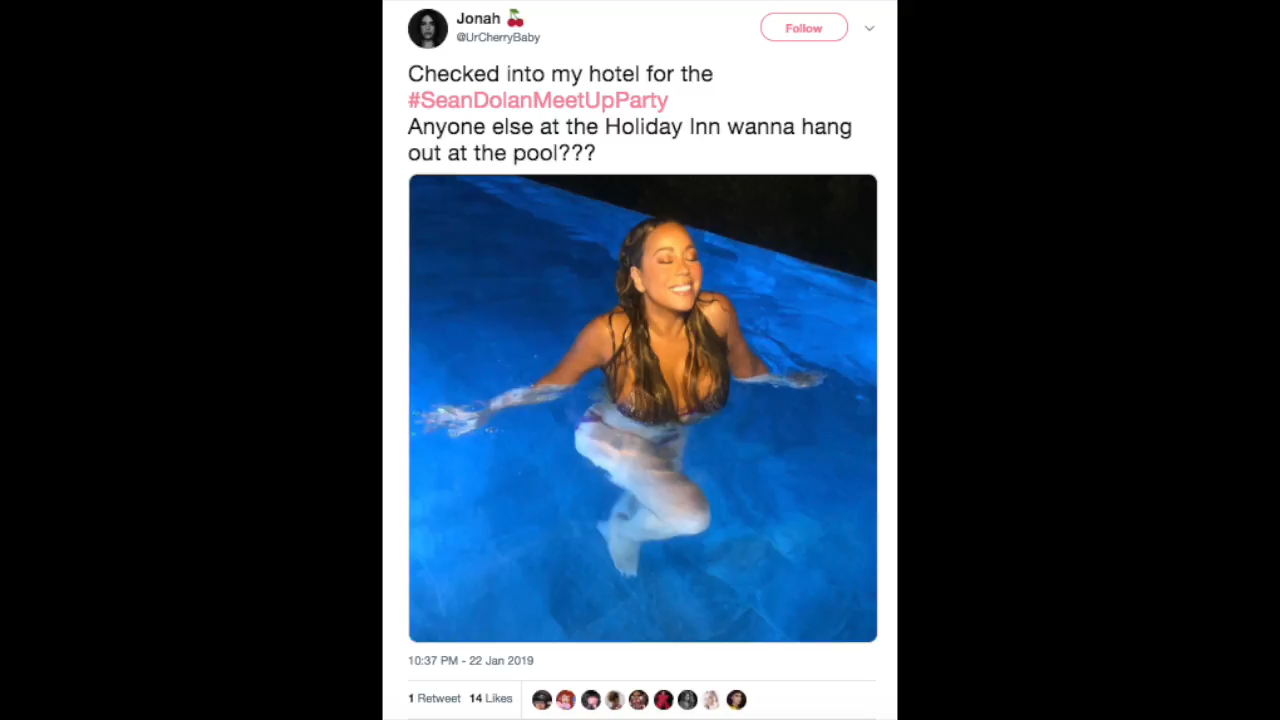 Jonah 🍒
@UrCherryBaby
Follow
Checked into my hotel for the
#SeanDolanMeetUpParty
Anyone else at the Holiday Inn wanna hang
out at the pool???
10:37 PM - 22 Jan 2019
1 Retweet 14 Likes